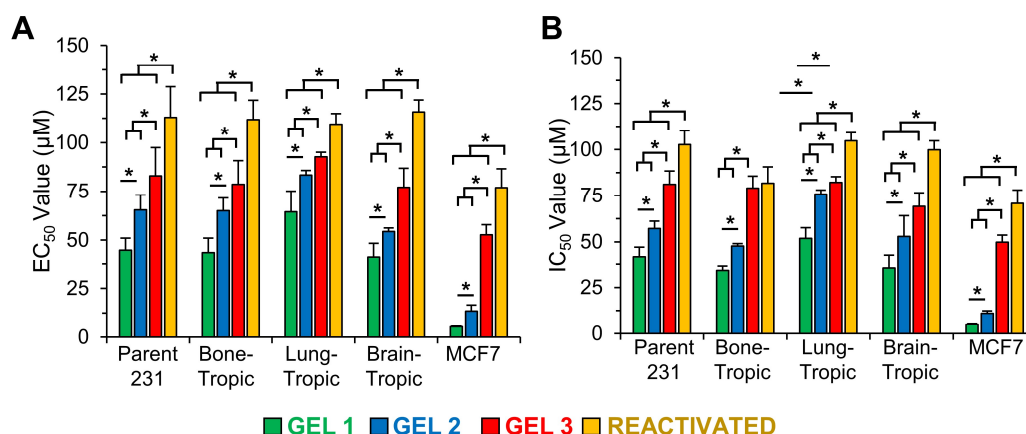 A
B
EC50 Value (µM)
150
125
100
75
50
25
0
* * * * *
* * * * *
* * * * *
Parent 231
Bone-Tropic
Lung-Tropic
Brain-Tropic
MCF7
IC50 Value (µM)
150
125
100
75
50
25
0
*
*
* * * *
* * * * *
* * * * *
Parent 231
Bone-Tropic
Lung-Tropic
Brain-Tropic
MCF7
GEL 1 GEL 2 GEL 3 REACTIVATED